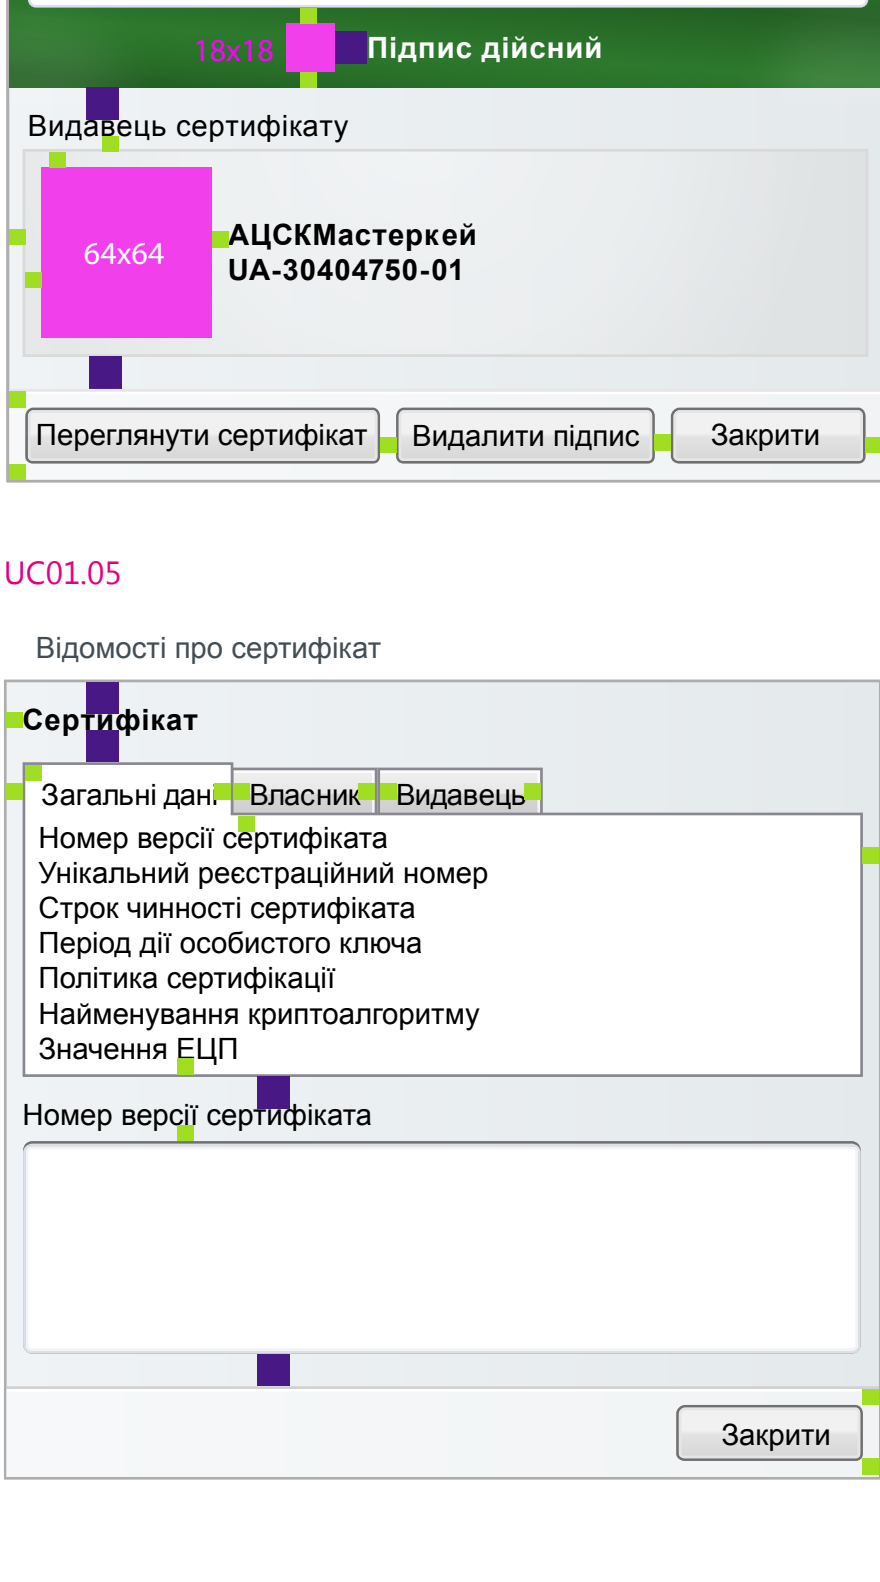 18x18
Підпис дійсний
Видавець сертифікату
64x64
АЦСКМастеркей
UA-30404750-01
Переглянути сертифікат
Видалити підпис
Закрити
UC01.05
Відомості про сертифікат
Сертифікат
Загальні дані
Власник
Видавець
Номер версії сертифіката
Унікальний реєстраційний номер
Строк чинності сертифіката
Період дії особистого ключа
Політика сертифікації
Найменування криптоалгоритму
Значення ЕЦП
Номер версії сертифіката
Закрити